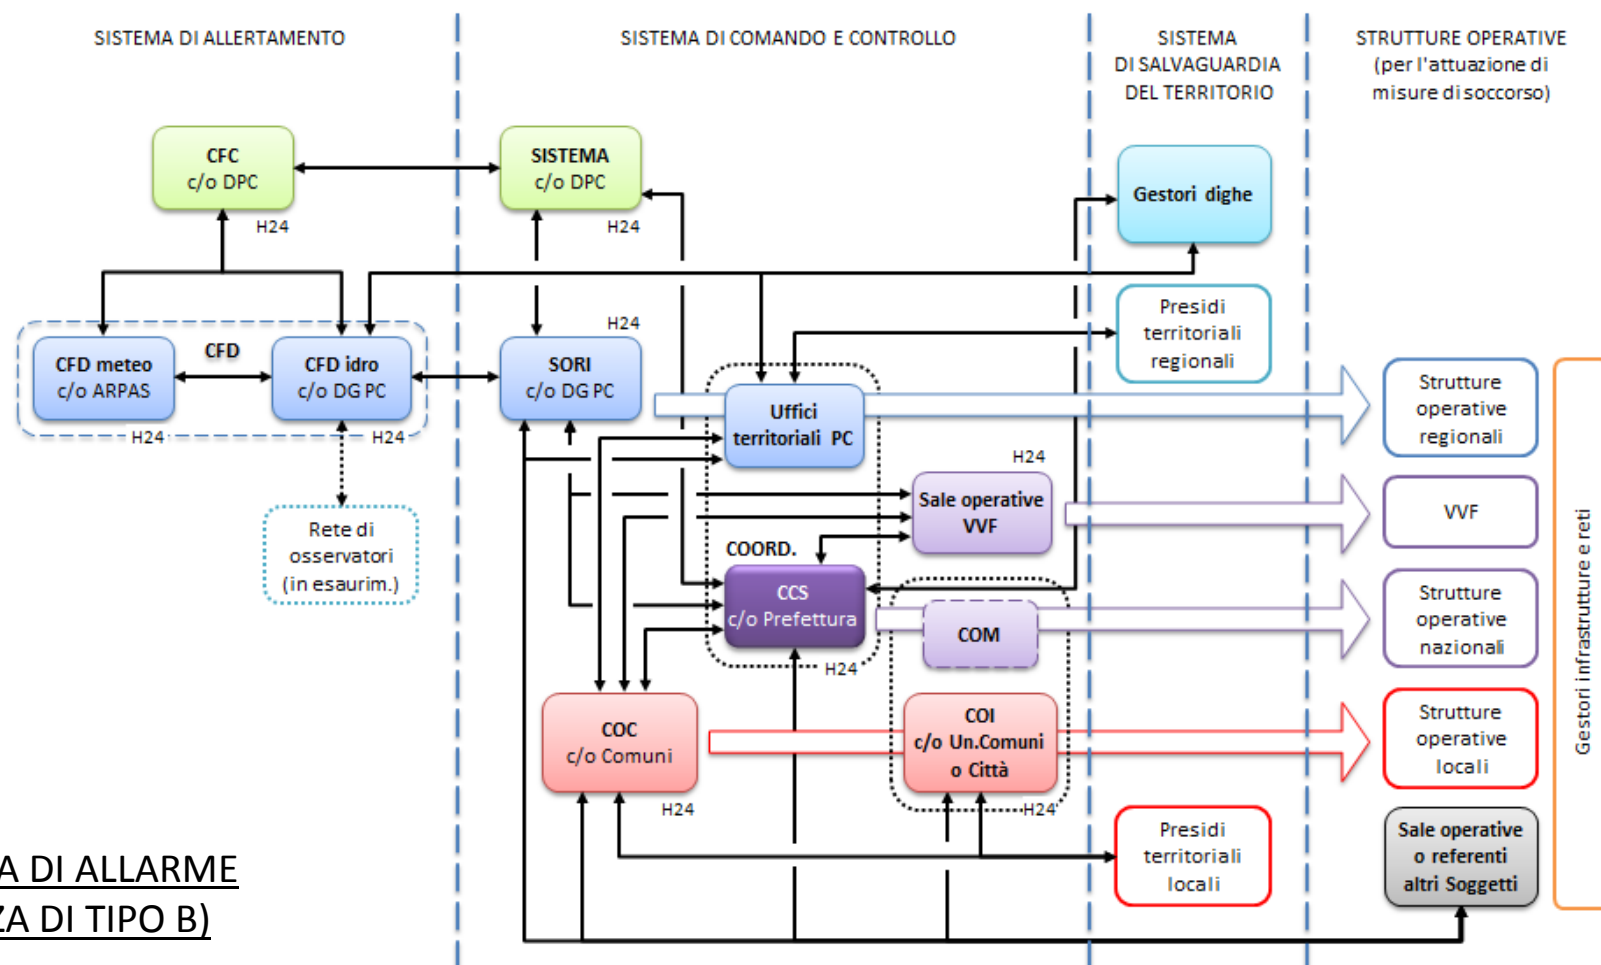 SISTEMA DI ALLERTAMENTO
SISTEMA DI COMANDO E CONTROLLO
SISTEMA
DI SALVAGUARDIA
DEL TERRITORIO
STRUTTURE OPERATIVE
(per l'attuazione di
misure di soccorso)
CFC
c/o DPC
H24
SISTEMA
c/o DPC
H24
Gestori dighe
CFD meteo
c/o ARPAS
H24
CFD
CFD idro
c/o DG PC
H24
H24
SORI
c/o DG PC
Presidi
territoriali
regionali
Uffici
territoriali PC
Strutture
operative
regionali
Rete di
osservatori
(in esaurim.)
H24
Sale operative
VVF
VVF
COORD.
CCS
c/o Prefettura
H24
COM
Strutture
operative
nazionali
COC
c/o Comuni
H24
COI
c/o Un.Comuni
o Città
H24
Strutture
operative
locali
Presidi
territoriali
locali
Sale operative
o referenti
altri Soggetti
Gestori infrastrutture e reti
A DI ALLARME
ZA DI TIPO B)